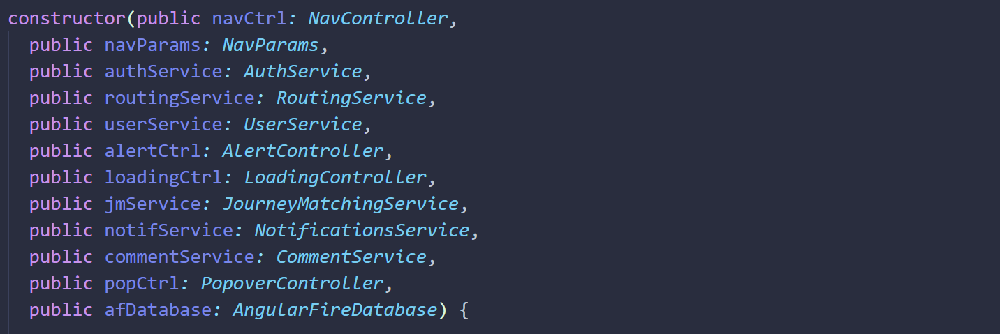 constructor(public navCtrl: NavController,
public navParams: NavParams,
public authService: AuthService,
public routingService: RoutingService,
public userService: UserService,
public alertCtrl: AlertController,
public loadingCtrl: LoadingController,
public jmService: JourneyMatchingService,
public notifService: NotificationsService,
public commentService: CommentService,
public popCtrl: PopoverController,
public afDatabase: AngularFireDatabase) {